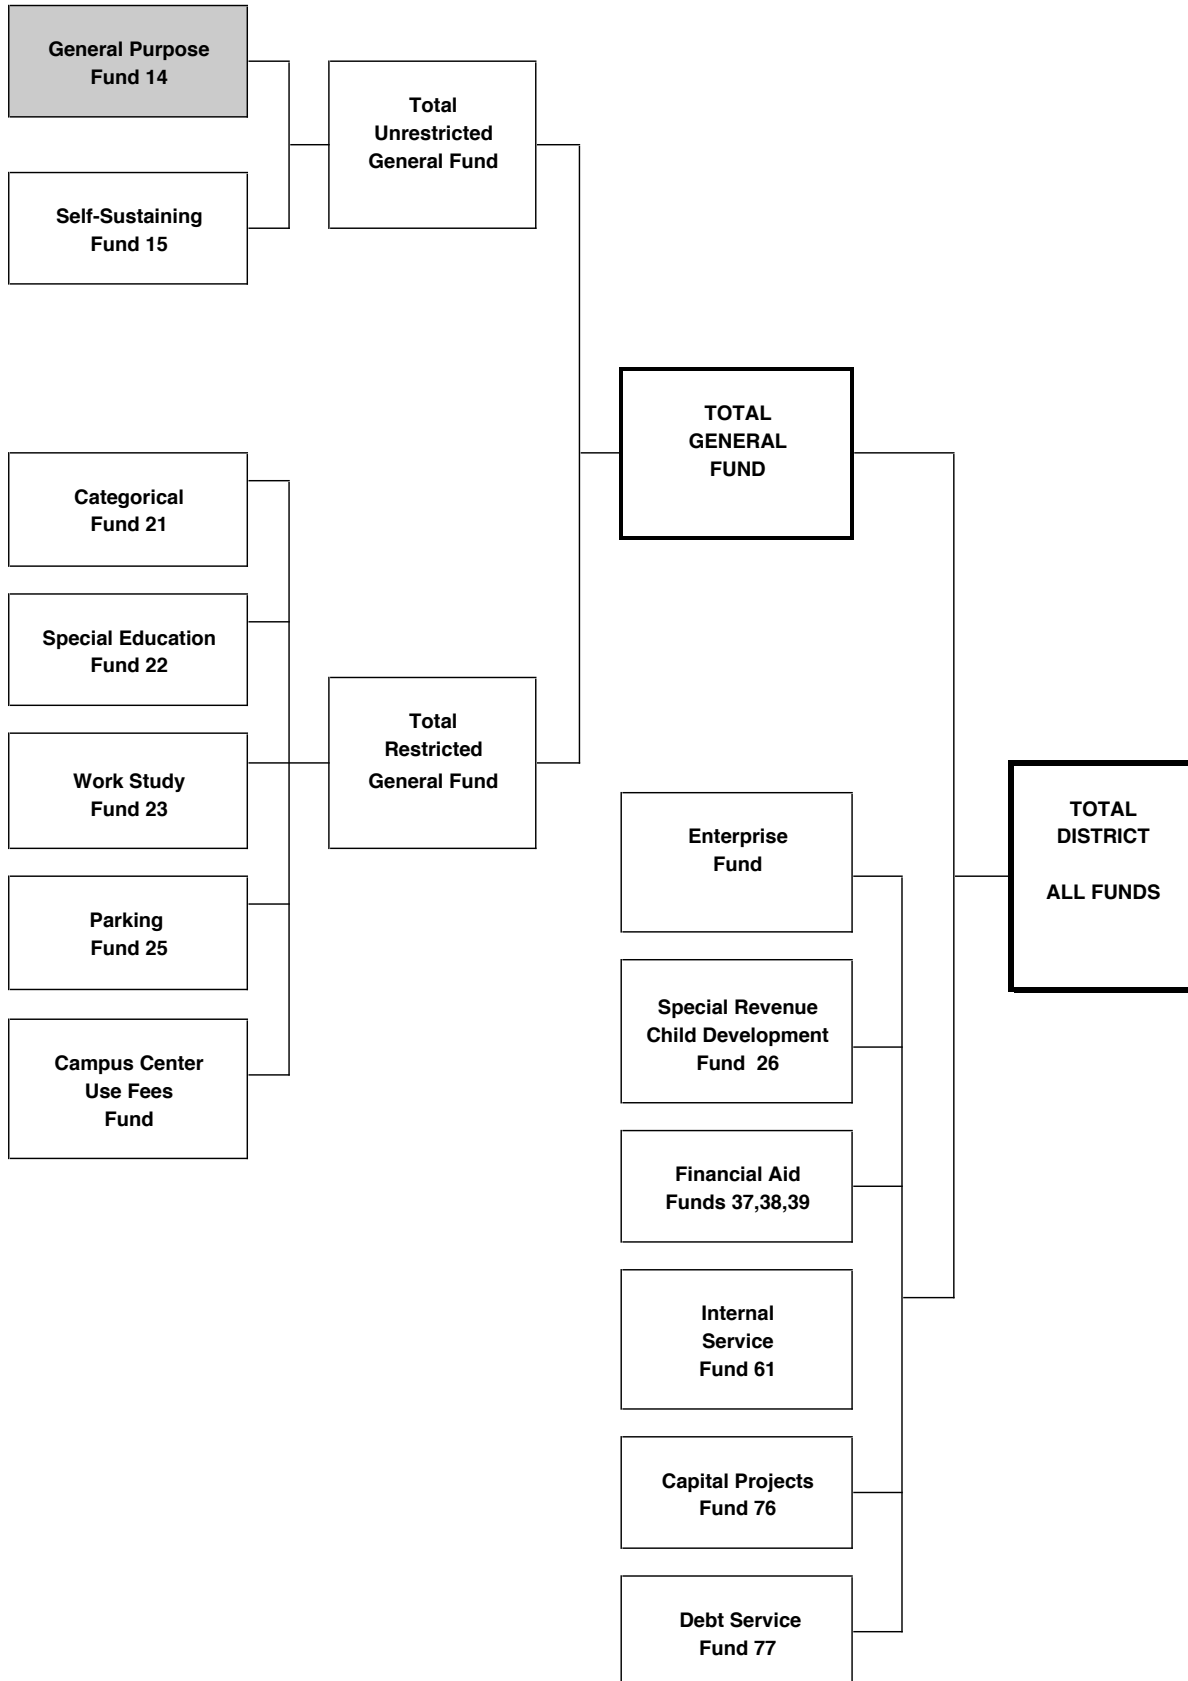 General Purpose
Fund 14
Total
Unrestricted
General Fund
Self-Sustaining
Fund 15
TOTAL
GENERAL
FUND
Categorical
Fund 21
Special Education
Fund 22
Total
Restricted
General Fund
Work Study
Fund 23
Parking
Fund 25
Campus Center
Use Fees
Fund
Enterprise
Fund
TOTAL
DISTRICT
ALL FUNDS
Special Revenue
Child Development
Fund 26
Financial Aid
Funds 37,38,39
Internal
Service
Fund 61
Capital Projects
Fund 76
Debt Service
Fund 77